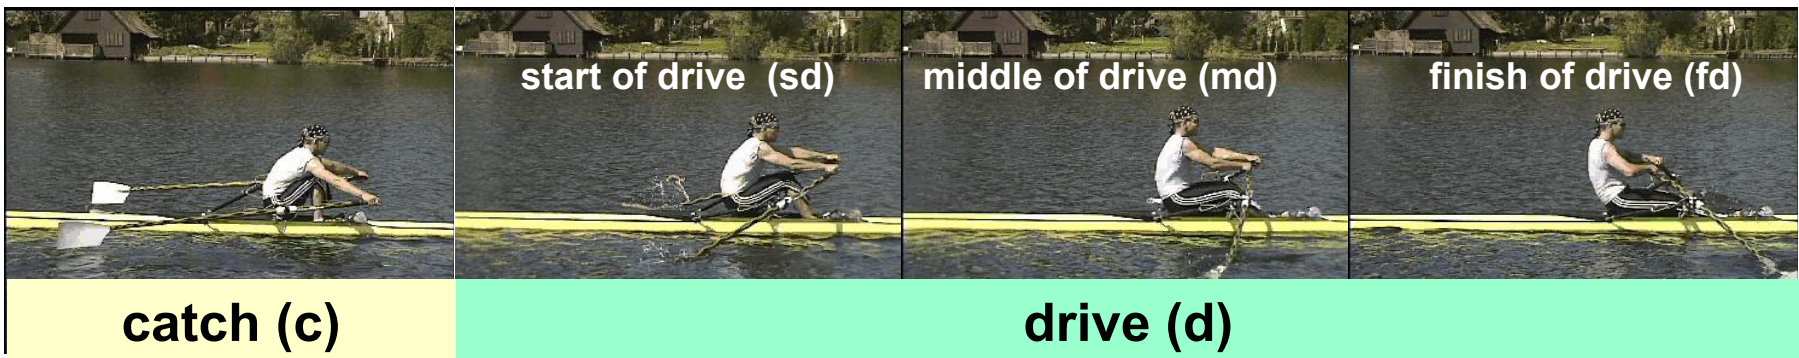 start of drive (sd)
middle of drive (md)
finish of drive (fd)
catch (c)
drive (d)